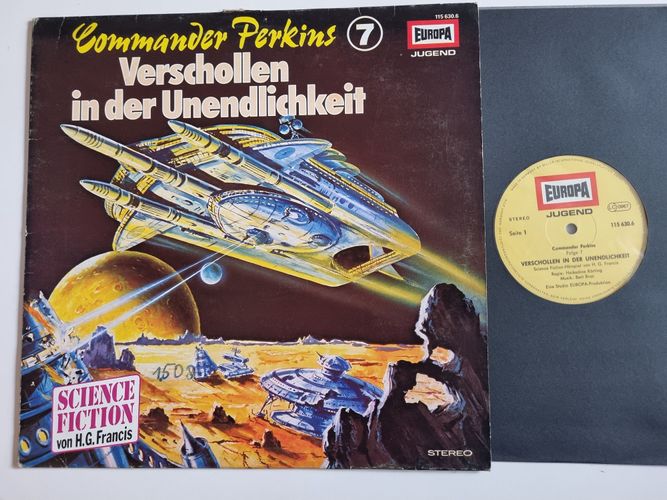 115 630.6
Commander Perkins 7
EUROPA
JUGEND
Verschollen
in der Unendlichkeit
1508
SCIENCE
FICTION
von H.G. Francis
STEREO
EUROPA
JUGEND
STEREO
Seite 1
115 630.6
Commander Perkins
Folge 7
VERSCHOLLEN IN DER UNENDLICHKEIT
Science Fiction-Hörspiel von H. G. Francis
Regie: Heikedine Körting
Musik: Bert Brac
Eine Studio EUROPA-Produktion